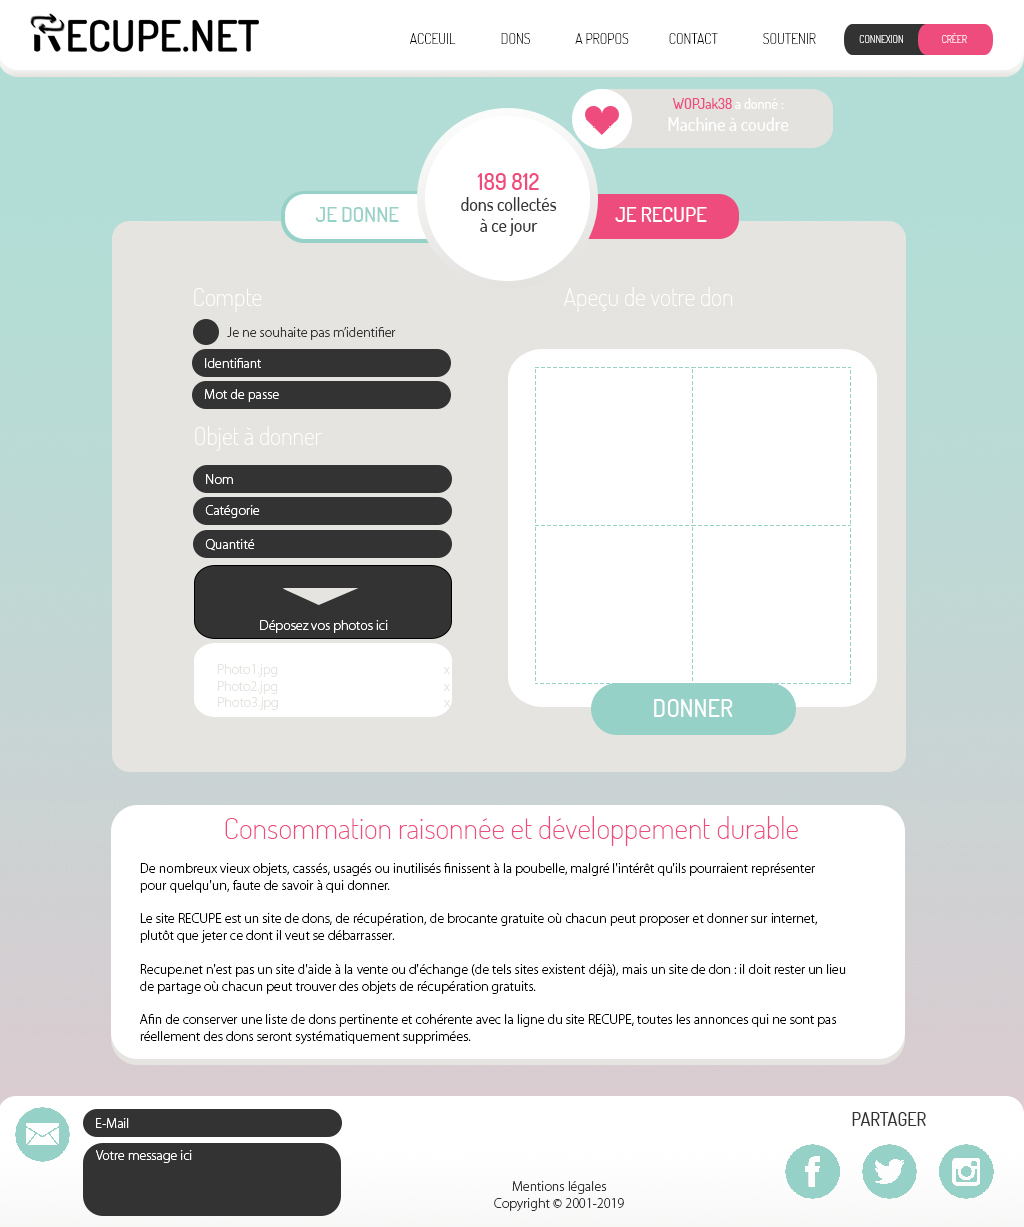 RECUPE.NET
ACCEUIL DONS A PROPOS CONTACT SOUTENIR CONNEXION CRÉER
WOPJak38 a donné :
Machine à coudre
189 812
dons collectés
à ce jour
JE DONNE
JE RECUPE
Compte
Je ne souhaite pas m'identifier
Identifiant
Mot de passe
Objet à donner
Nom
Catégorie
Quantité
Déposez vos photos ici
Photo1.jpg x
Photo2.jpg x
Photo3.jpg x
Apeçu de votre don
DONNER
Consommation raisonnée et développement durable
De nombreux vieux objets, cassés, usagés ou inutilisés finissent à la poubelle, malgré l'intérêt qu'ils pourraient représenter
pour quelqu'un, faute de savoir à qui donner.
Le site RECUPE est un site de dons, de récupération, de brocante gratuite où chacun peut proposer et donner sur internet,
plutôt que jeter ce dont il veut se débarrasser.
Recupe.net n'est pas un site d'aide à la vente ou d'échange (de tels sites existent déjà), mais un site de don : il doit rester un lieu
de partage où chacun peut trouver des objets de récupération gratuits.
Afin de conserver une liste de dons pertinente et cohérente avec la ligne du site RECUPE, toutes les annonces qui ne sont pas
réellement des dons seront systématiquement supprimées.
E-Mail
Votre message ici
Mentions légales
Copyright © 2001-2019
PARTAGER